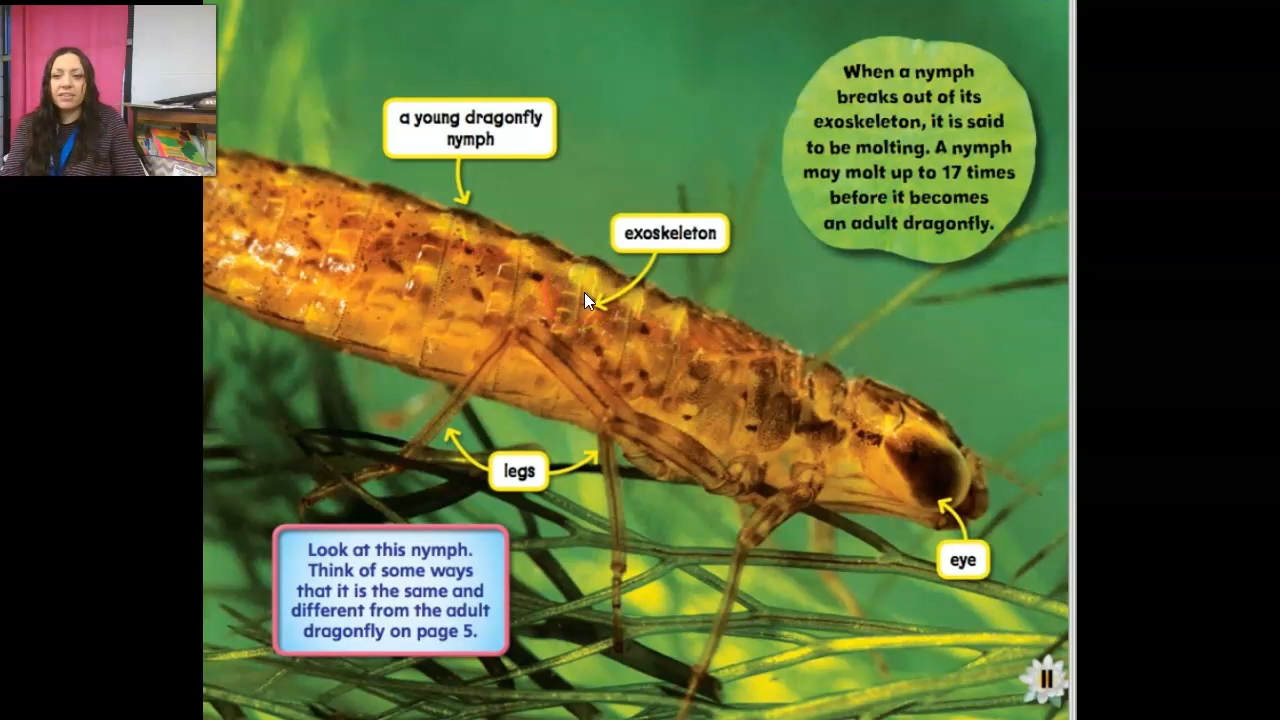 a young dragonfly
nymph
When a nymph
breaks out of its
exoskeleton, it is said
to be molting. A nymph
may molt up to 17 times
before it becomes
an adult dragonfly.
exoskeleton
legs
eye
Look at this nymph.
Think of some ways
that it is the same and
different from the adult
dragonfly on page 5.
11